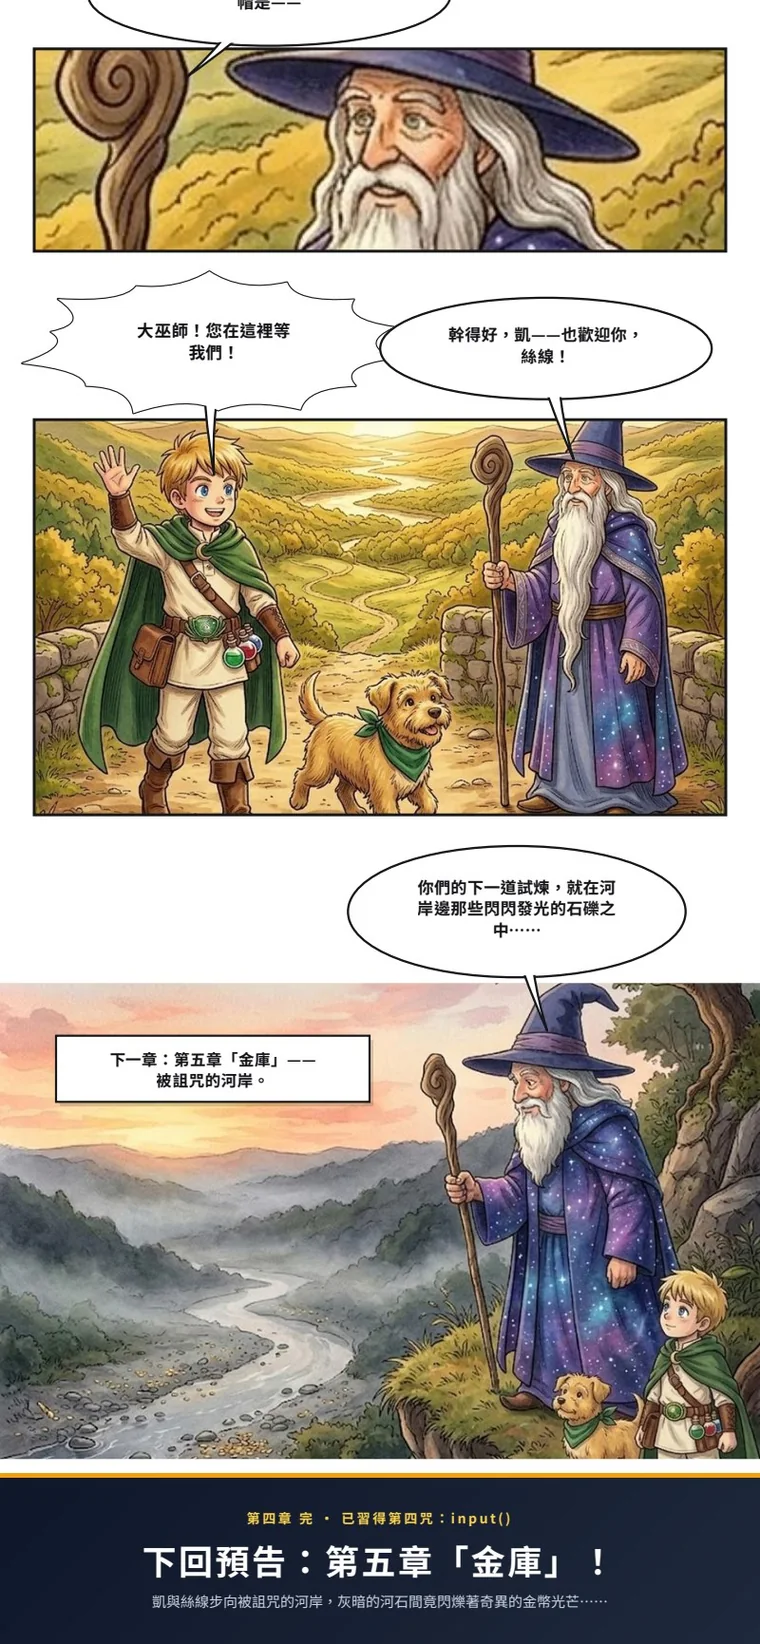 帽是——
大巫師！您在這裡等
我們！
幹得好，凱——也歡迎你，
絲線！
你們的下一道試煉，就在河
岸邊那些閃閃發光的石礫之
中……
下一章：第五章「金庫」——
被詛咒的河岸。
第四章 完 · 已習得第四咒：input()
下回預告：第五章「金庫」！
凱與絲線步向被詛咒的河岸，灰暗的河石間竟閃爍著奇異的金幣光芒……